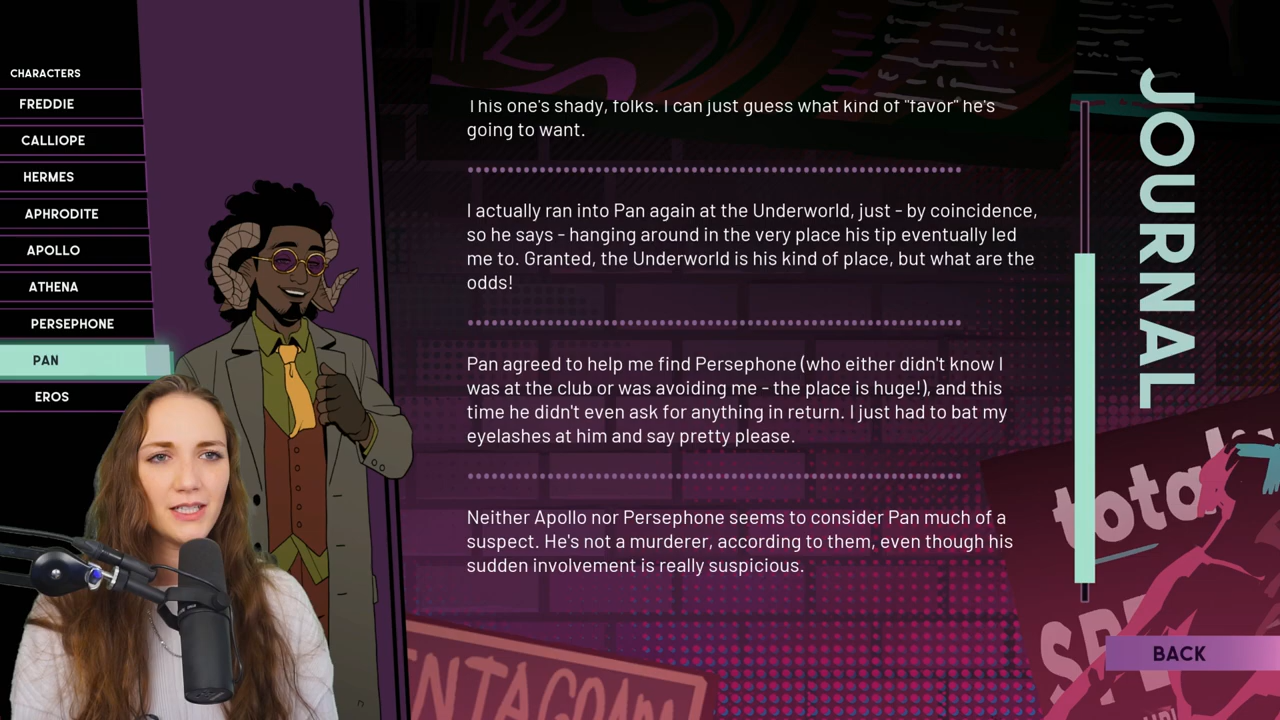 CHARACTERS
FREDDIE
CALLIOPE
HERMES
APHRODITE
APOLLO
ATHENA
PERSEPHONE
PAN
EROS
This one's shady, folks. I can just guess what kind of "favor" he's
going to want.
I actually ran into Pan again at the Underworld, just - by coincidence,
so he says - hanging around in the very place his tip eventually led
me to. Granted, the Underworld is his kind of place, but what are the
odds!
Pan agreed to help me find Persephone (who either didn't know I
was at the club or was avoiding me - the place is huge!), and this
time he didn't even ask for anything in return. I just had to bat my
eyelashes at him and say pretty please.
Neither Apollo nor Persephone seems to consider Pan much of a
suspect. He's not a murderer, according to them, even though his
sudden involvement is really suspicious.
JOURNAL
BACK